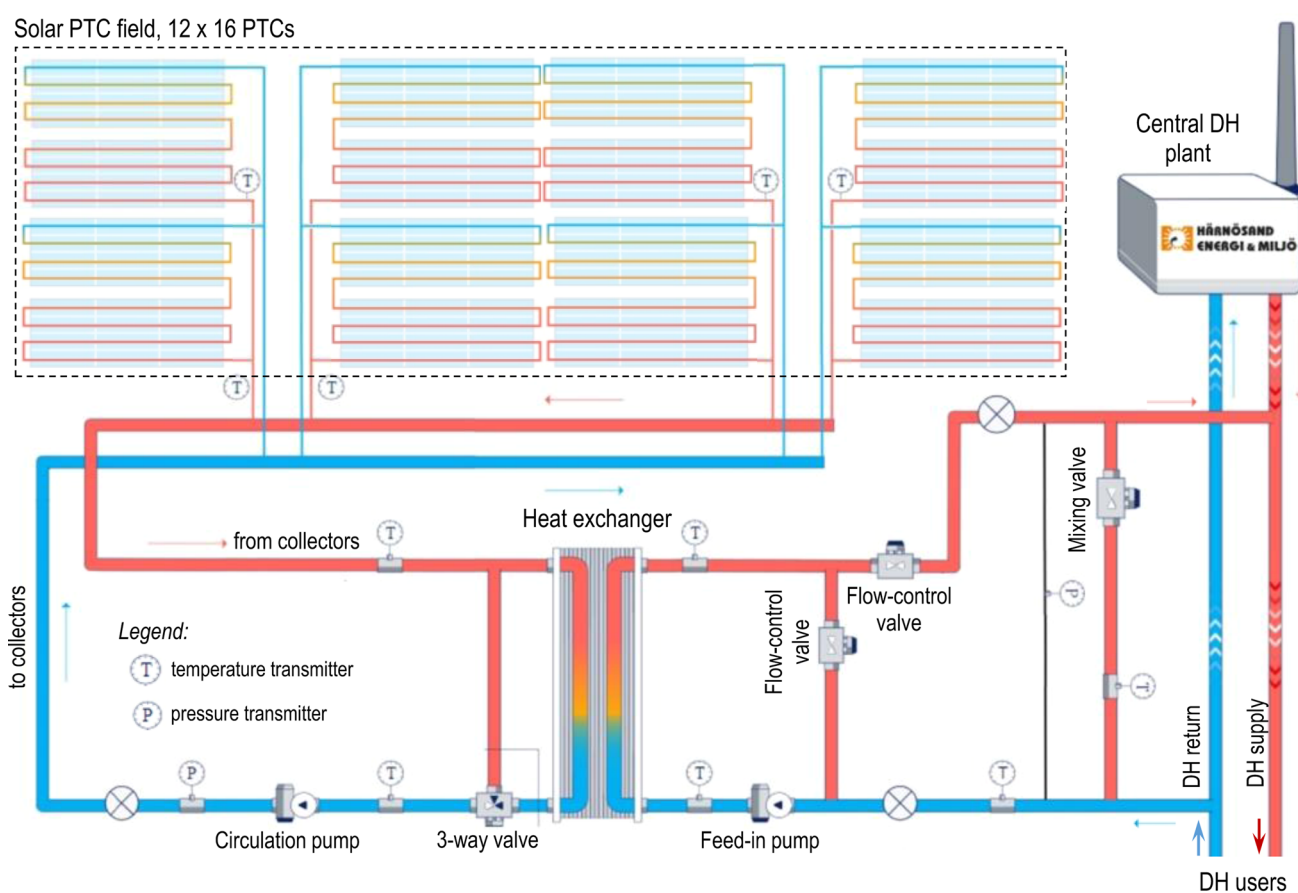 Solar PTC field, 12 x 16 PTCs
T
T
T
Central DH
plant
HÄRNÖSAND
ENERGI & MILJÖ
T
T
Heat exchanger
Mixing valve
from collectors
T
T
Flow-control
valve
P
to collectors
Legend:
T temperature transmitter
P pressure transmitter
Flow-control
valve
T
DH return
DH supply
P
T
T
T
Circulation pump
3-way valve
Feed-in pump
DH users